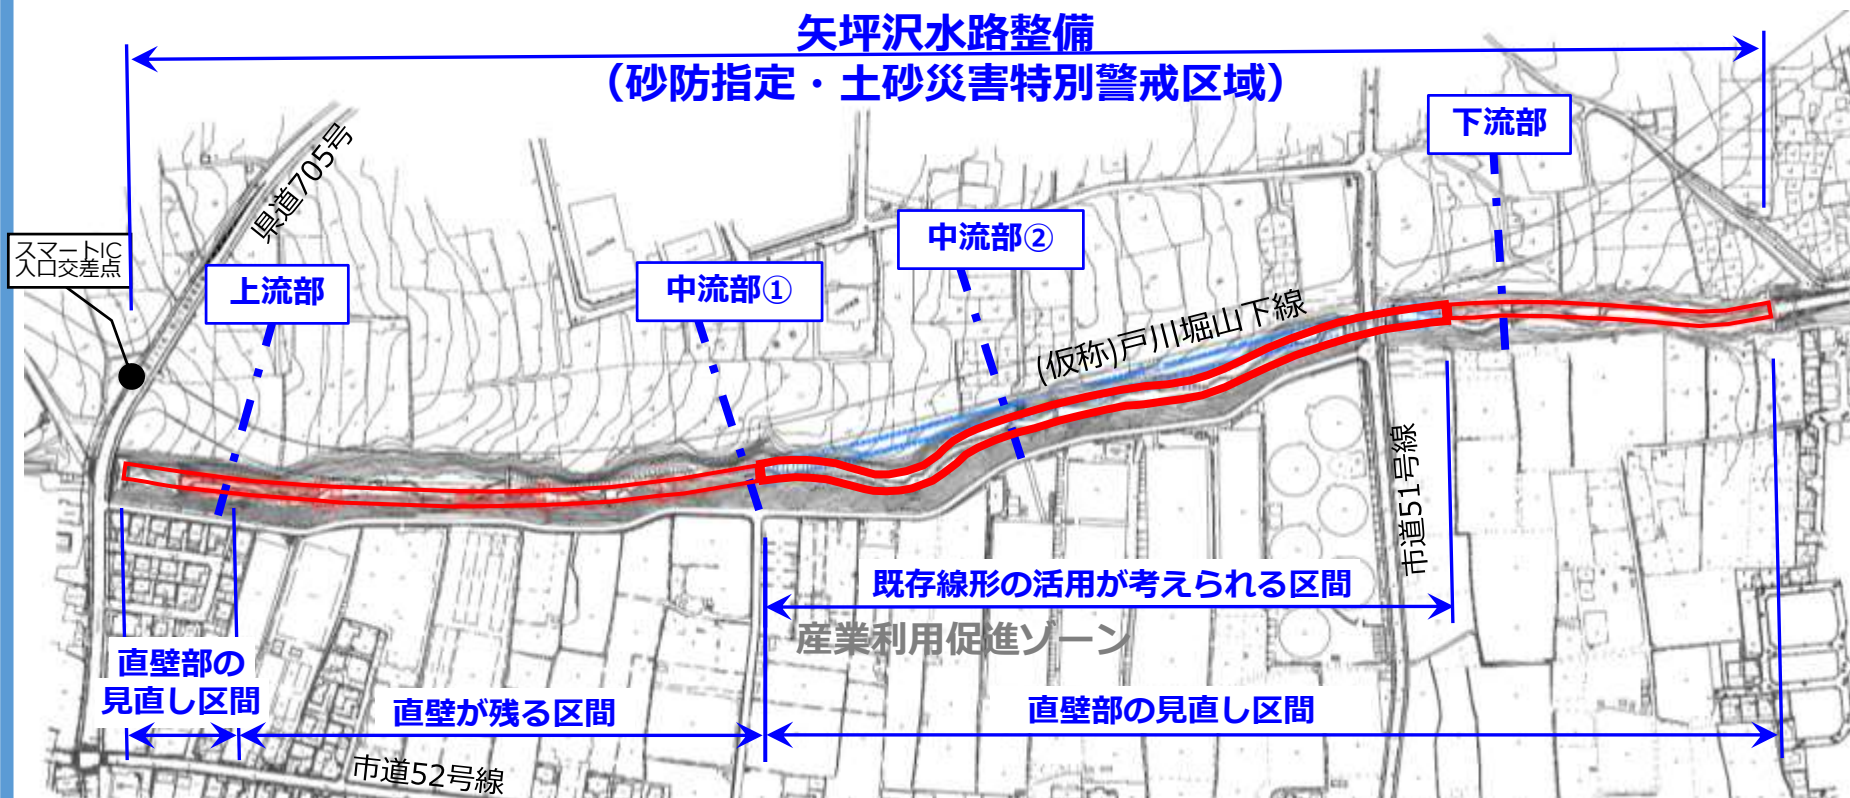 矢坪沢水路整備
（砂防指定・土砂災害特別警戒区域）
下流部
県道705号
スマートIC
入口交差点
上流部
中流部①
中流部②
(仮称)戸川堀山下線
市道51号線
既存線形の活用が考えられる区間
産業利用促進ゾーン
直壁部の
見直し区間
直壁が残る区間
直壁部の見直し区間
市道52号線